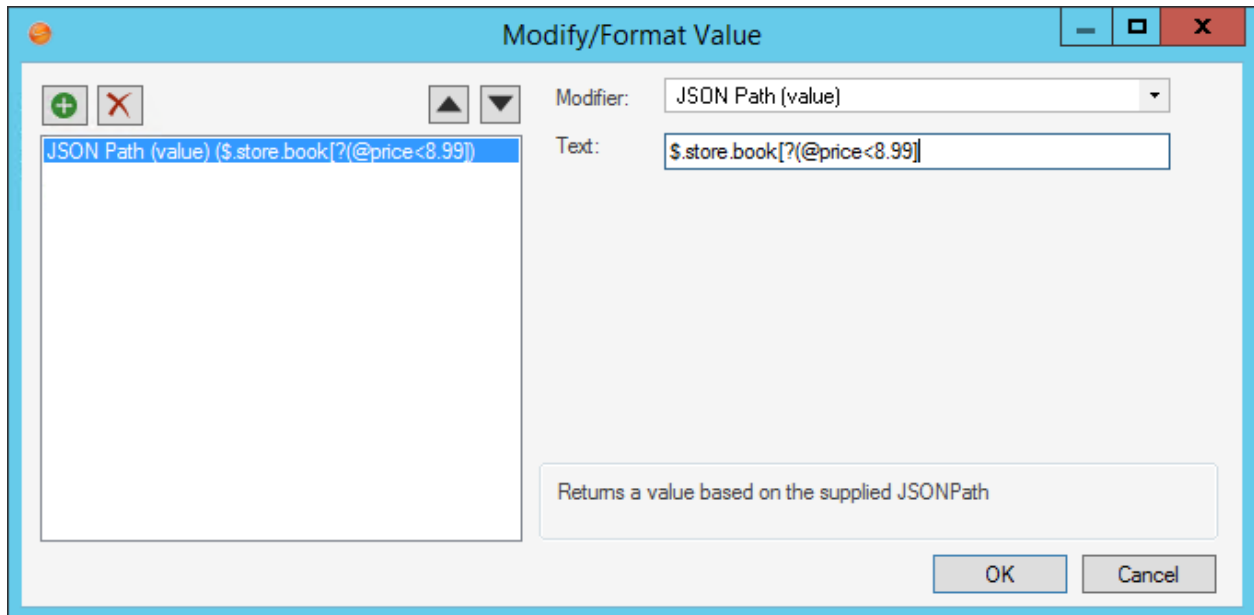 Modify/Format Value
Modifier: JSON Path (value)
JSON Path (value) ($.store.book[?(@price<8.99])
Text: $.store.book[?(@price<8.99]
Returns a value based on the supplied JSONPath
OK Cancel